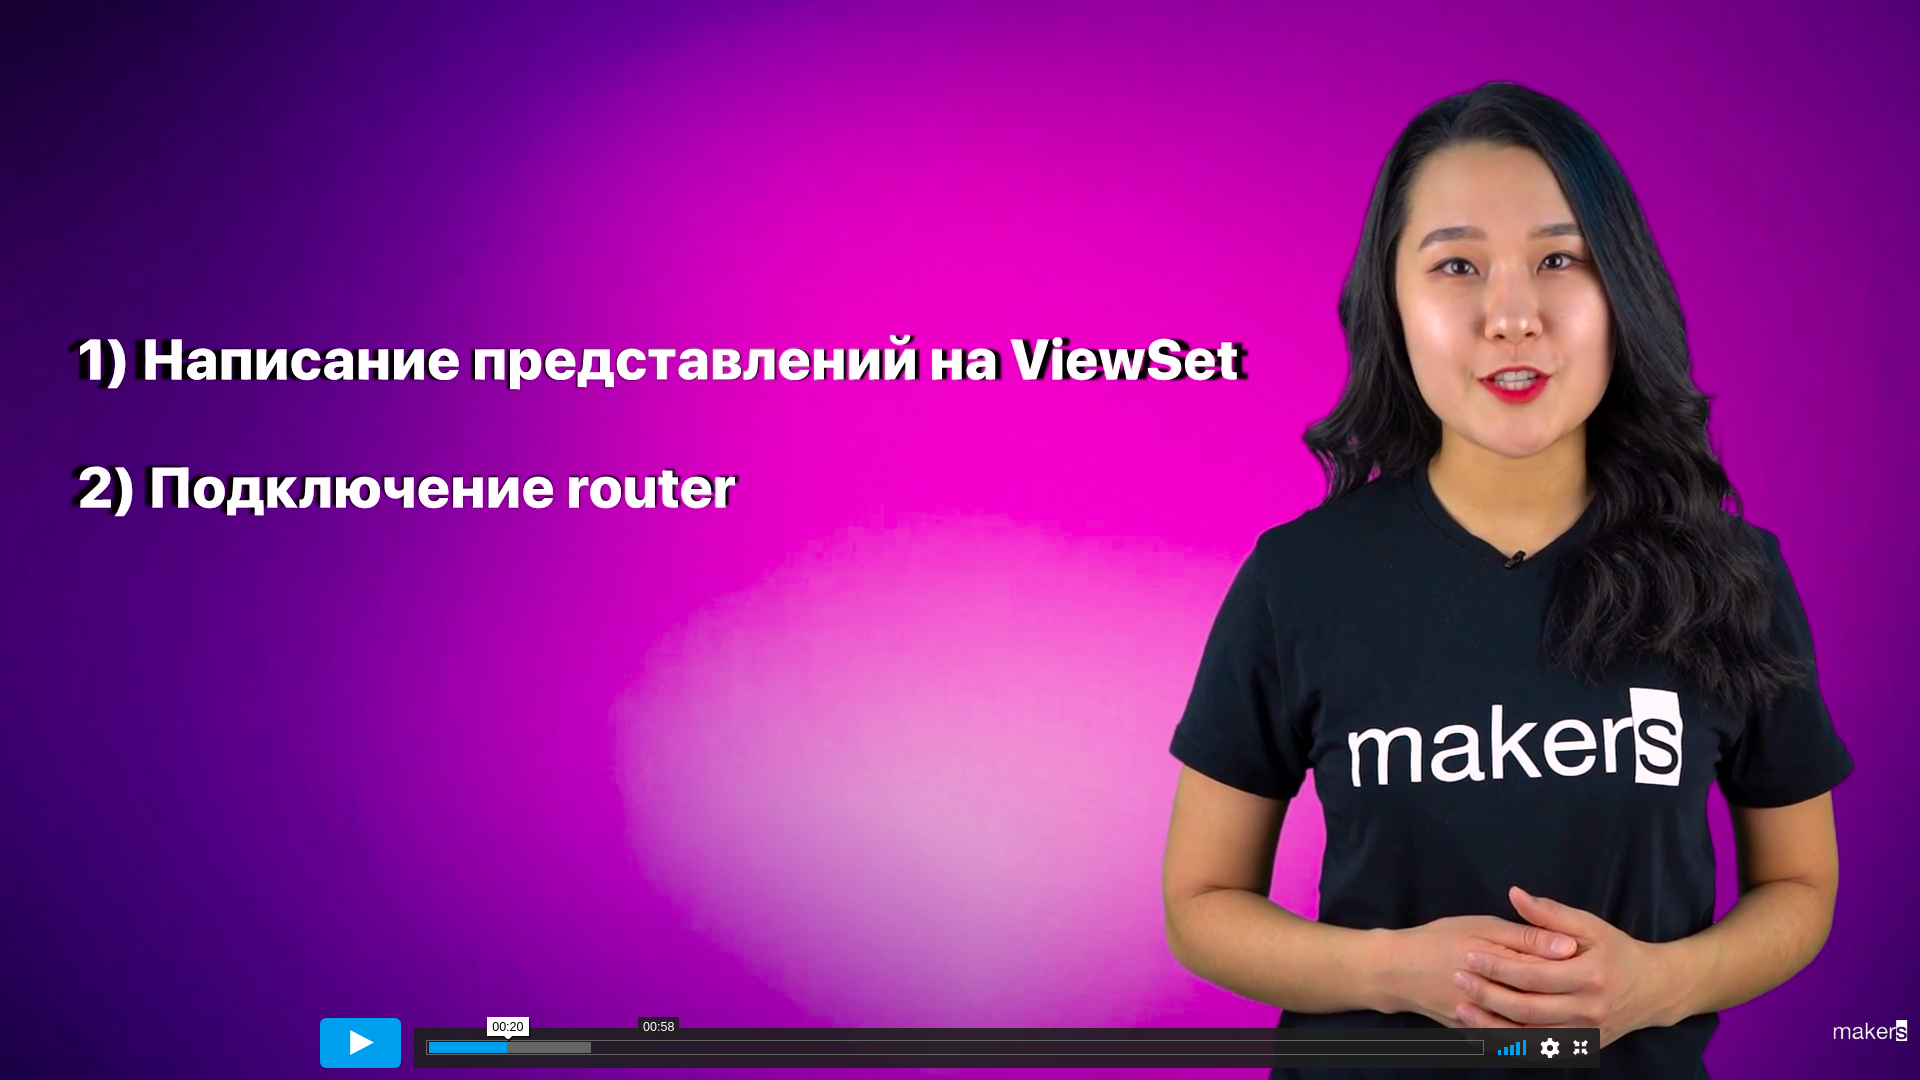 1) Написание представлений на ViewSet
2) Подключение router
makers
00:20
00:58
makers